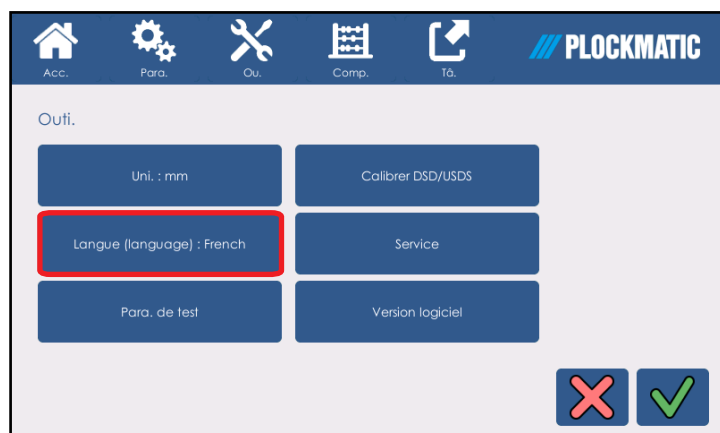 PLOCKMATIC
Acc. Para. Ou. Comp. Tâ.
Outi.
Uni. : mm
Calibrer DSD/USDS
Langue (language) : French
Service
Para. de test
Version logiciel